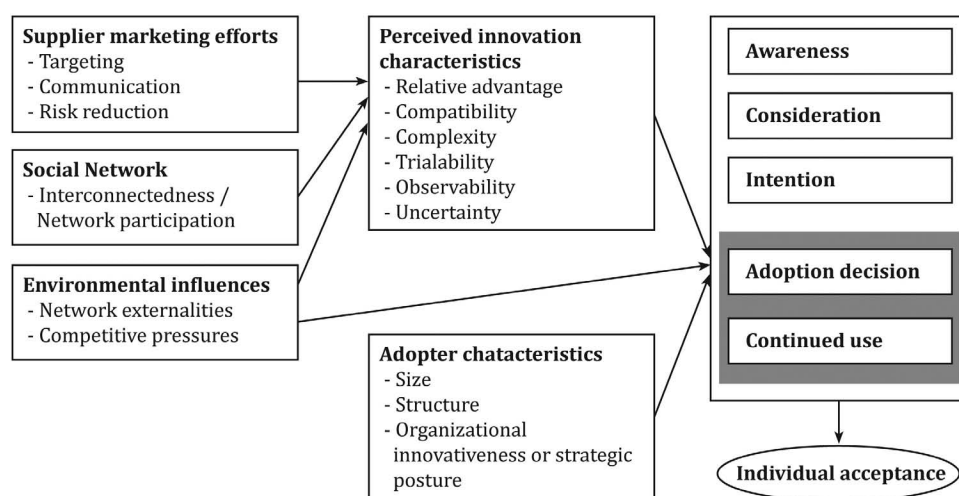 Supplier marketing efforts
- Targeting
- Communication
- Risk reduction
Social Network
- Interconnectedness /
Network participation
Environmental influences
- Network externalities
- Competitive pressures
Perceived innovation
characteristics
- Relative advantage
- Compatibility
- Complexity
- Trialability
- Observability
- Uncertainty
Adopter chatacteristics
- Size
- Structure
- Organizational
innovativeness or strategic
posture
Awareness
Consideration
Intention
Adoption decision
Continued use
Individual acceptance